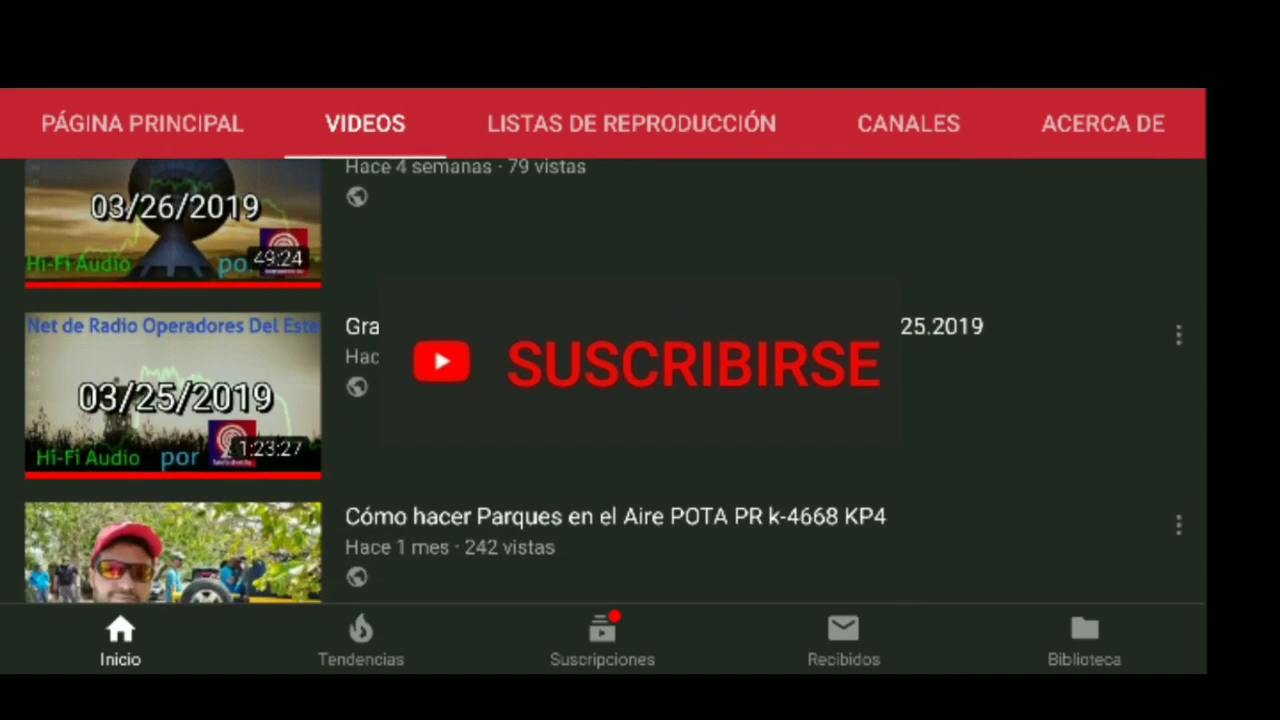 PÁGINA PRINCIPAL VIDEOS LISTAS DE REPRODUCCIÓN CANALES ACERCA DE
Hace 4 semanas · 79 vistas
03/26/2019
Hi-Fi Audio po
49:24
Net de Radio Operadores Del Este
03/25/2019
Hi-Fi Audio por
1:23:27
Gra 25.2019
Hac
SUSCRIBIRSE
Cómo hacer Parques en el Aire POTA PR k-4668 KP4
Hace 1 mes · 242 vistas
Inicio Tendencias Suscripciones Recibidos Biblioteca